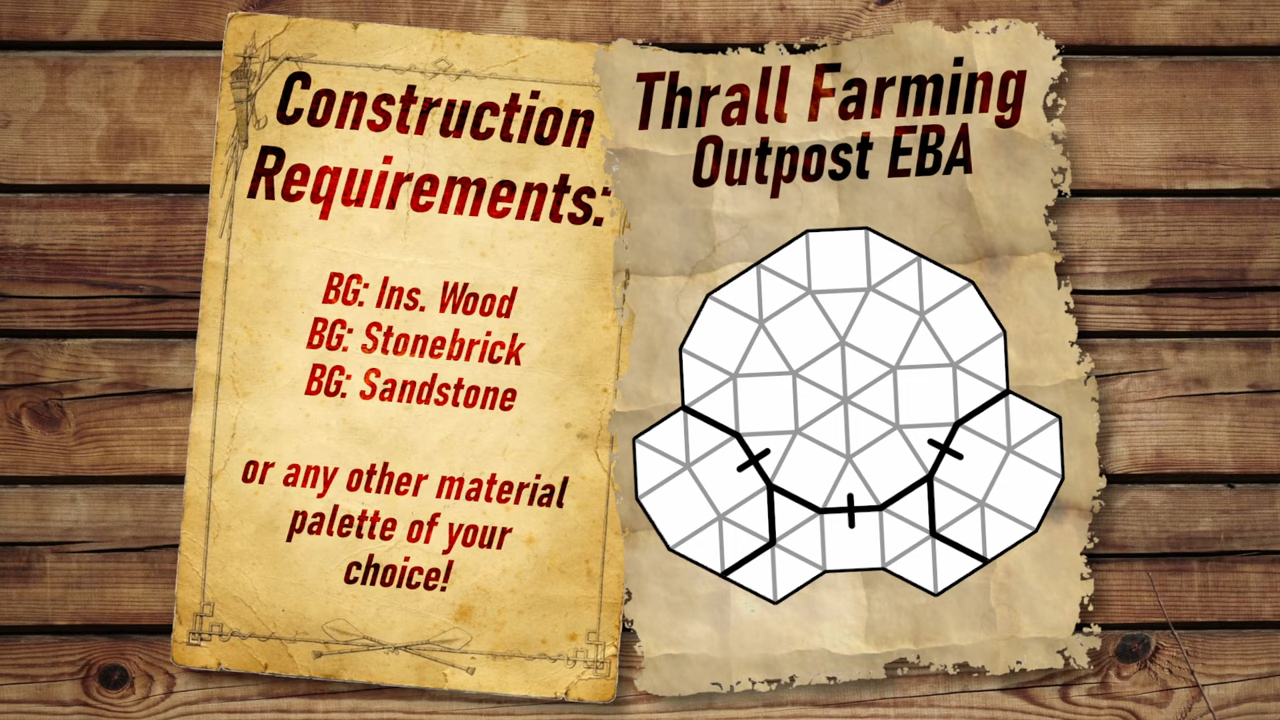 Construction
Requirements:
BG: Ins. Wood
BG: Stonebrick
BG: Sandstone
or any other material
palette of your
choice!
Thrall Farming
Outpost EBA